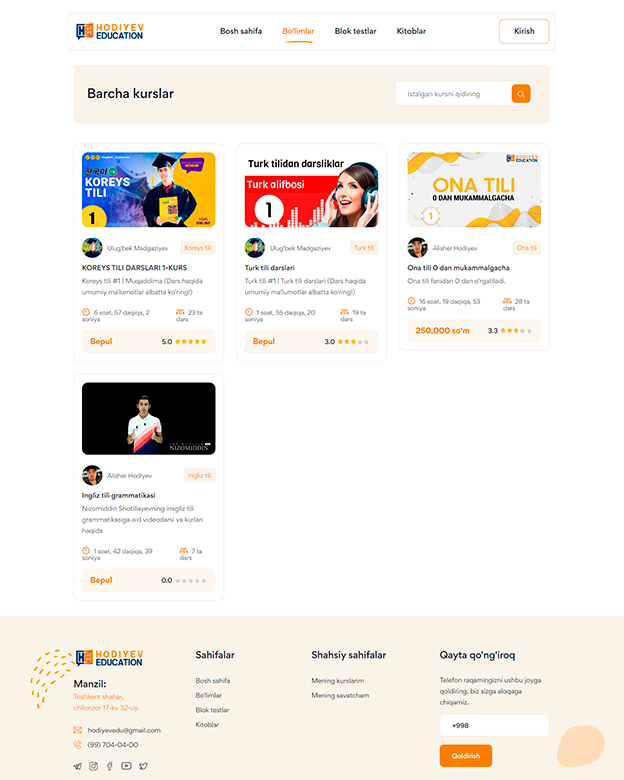 HODIYEV
EDUCATION
Bosh sahifa
Bo'limlar
Blok testlar
Kitoblar
Kirish
Barcha kurslar
Istalgan kursni qidiring
한국어
KOREYS
TILI
1
100%
ONLINE
Ulug'bek Madgaziyev
Koreys tili
KOREYS TILI DARSLARI 1-KURS
Koreys tili #1 | Muqaddima (Dars haqida
umumiy ma'lumotlar albatta ko'ring!)
6 soat, 57 daqiqa, 2
soniya
23 ta
dars
Bepul
5.0
Turk tilidan darsliklar
Turk alifbosi
1
Ulug'bek Madgaziyev
Turk tili
Turk tili darslari
Turk tili #1 | Turk tili darslari (Dars haqida
umumiy ma'lumotlar albatta ko'ring!)
1 soat, 55 daqiqa, 20
soniya
19 ta
dars
Bepul
3.0
HODIYEV
EDUCATION
ONA TILI
0 DAN MUKAMMALGACHA
1
Alisher Hodiyev
Ona tili
Ona tili 0 dan mukammalgacha
Ona tili fanidan 0 dan o'rgatiladi.
16 soat, 19 daqiqa, 53
soniya
28 ta
dars
250.000 so'm
3.3
NIZOMIDDIN
Alisher Hodiyev
Ingliz tili
Ingliz tili grammatikasi
Nizomiddin Shotillayevning insgliz tili
grammatikasiga oid videodarsi va kurlari
haqida
1 soat, 42 daqiqa, 39
soniya
7 ta
dars
Bepul
0.0
HODIYEV
EDUCATION
Manzil:
Toshkent shahar,
chilonzor 17-kv 32-uy.
hodiyevedu@gmail.com
(99) 704-04-00
Sahifalar
Bosh sahifa
Bo'limlar
Blok testlar
Kitoblar
Shahsiy sahifalar
Mening kurslarim
Mening savatcham
Qayta qo'ng'iroq
Telefon raqamingizni ushbu joyga
qoldiring, biz sizga aloqaga
chiqamiz.
+998
Qoldirish